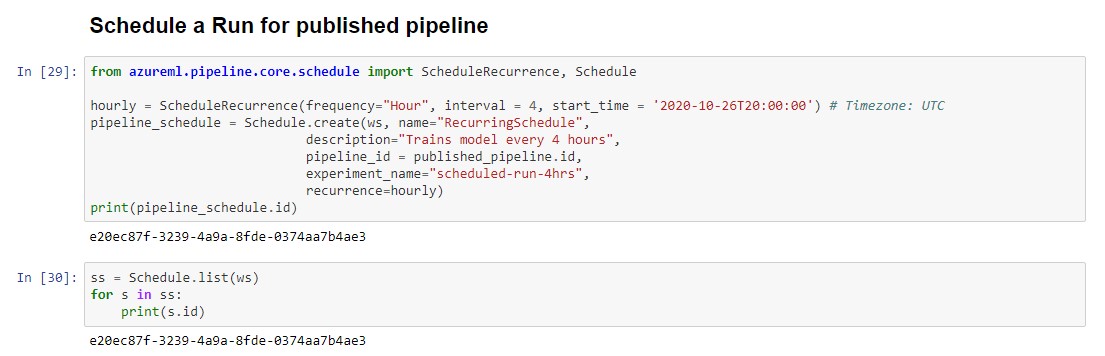 Schedule a Run for published pipeline
In [29]: from azureml.pipeline.core.schedule import ScheduleRecurrence, Schedule
hourly = ScheduleRecurrence(frequency="Hour", interval = 4, start_time = '2020-10-26T20:00:00') # Timezone: UTC
pipeline_schedule = Schedule.create(ws, name="RecurringSchedule",
                            description="Trains model every 4 hours",
                            pipeline_id = published_pipeline.id,
                            experiment_name="scheduled-run-4hrs",
                            recurrence=hourly)
print(pipeline_schedule.id)
e20ec87f-3239-4a9a-8fde-0374aa7b4ae3
In [30]: ss = Schedule.list(ws)
for s in ss:
    print(s.id)
e20ec87f-3239-4a9a-8fde-0374aa7b4ae3